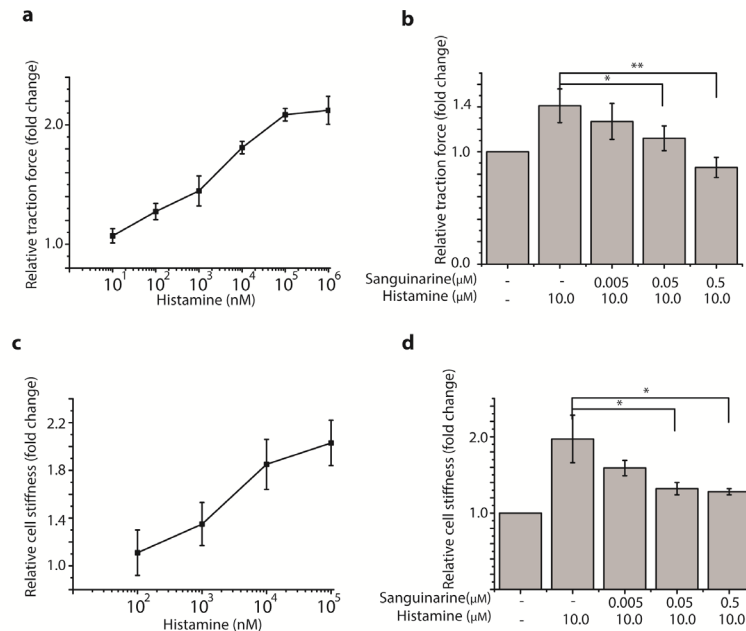 a
Relative traction force (fold change)
2.0
1.0
10¹ 10² 10³ 10⁴ 10⁵ 10⁶
Histamine (nM)
b
Relative traction force (fold change)
**
*
1.4
1.0
0.0
Sanguinarine(μM) - - 0.005 0.05 0.5
Histamine (μM) - 10.0 10.0 10.0 10.0
c
Relative cell stiffness (fold change)
2.2
1.8
1.4
1.0
10² 10³ 10⁴ 10⁵
Histamine (nM)
d
Relative cell stiffness (fold change)
*
*
2.0
1.0
Sanguinarine(μM) - - 0.005 0.05 0.5
Histamine (μM) - 10.0 10.0 10.0 10.0